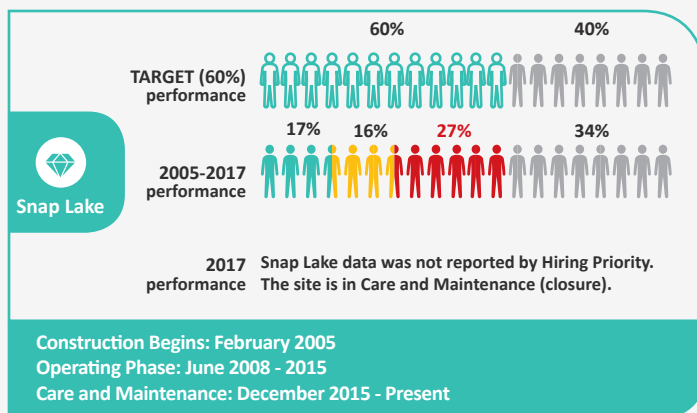 60% 40%
TARGET (60%)
performance
17% 16% 27% 34%
Snap Lake
2005-2017
performance
2017
performance
Snap Lake data was not reported by Hiring Priority.
The site is in Care and Maintenance (closure).
Construction Begins: February 2005
Operating Phase: June 2008 - 2015
Care and Maintenance: December 2015 - Present